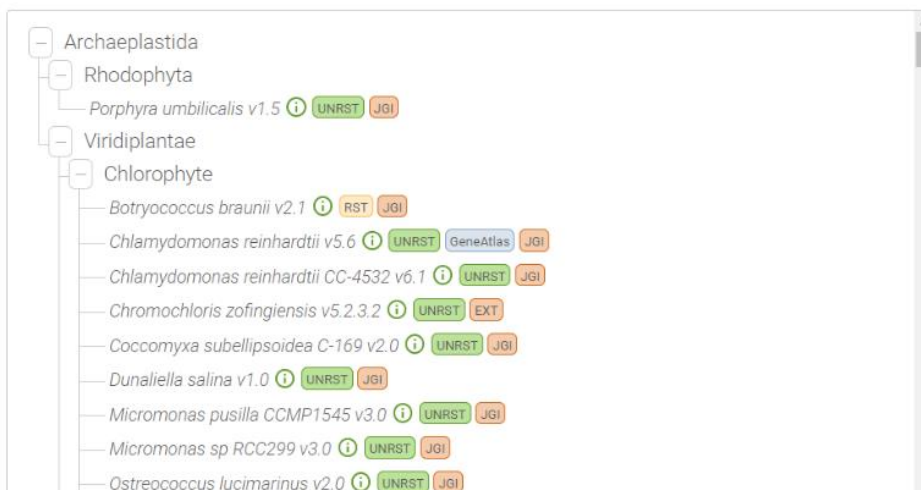 Archaeplastida
Rhodophyta
Porphyra umbilicalis v1.5 UNRST JGI
Viridiplantae
Chlorophyte
Botryococcus braunii v2.1 RST JGI
Chlamydomonas reinhardtii v5.6 UNRST GeneAtlas JGI
Chlamydomonas reinhardtii CC-4532 v6.1 UNRST JGI
Chromochloris zofingiensis v5.2.3.2 UNRST EXT
Coccomyxa subellipsoidea C-169 v2.0 UNRST JGI
Dunaliella salina v1.0 UNRST JGI
Micromonas pusilla CCMP1545 v3.0 UNRST JGI
Micromonas sp RCC299 v3.0 UNRST JGI
Ostreococcus lucimarinus v2.0 UNRST JGI